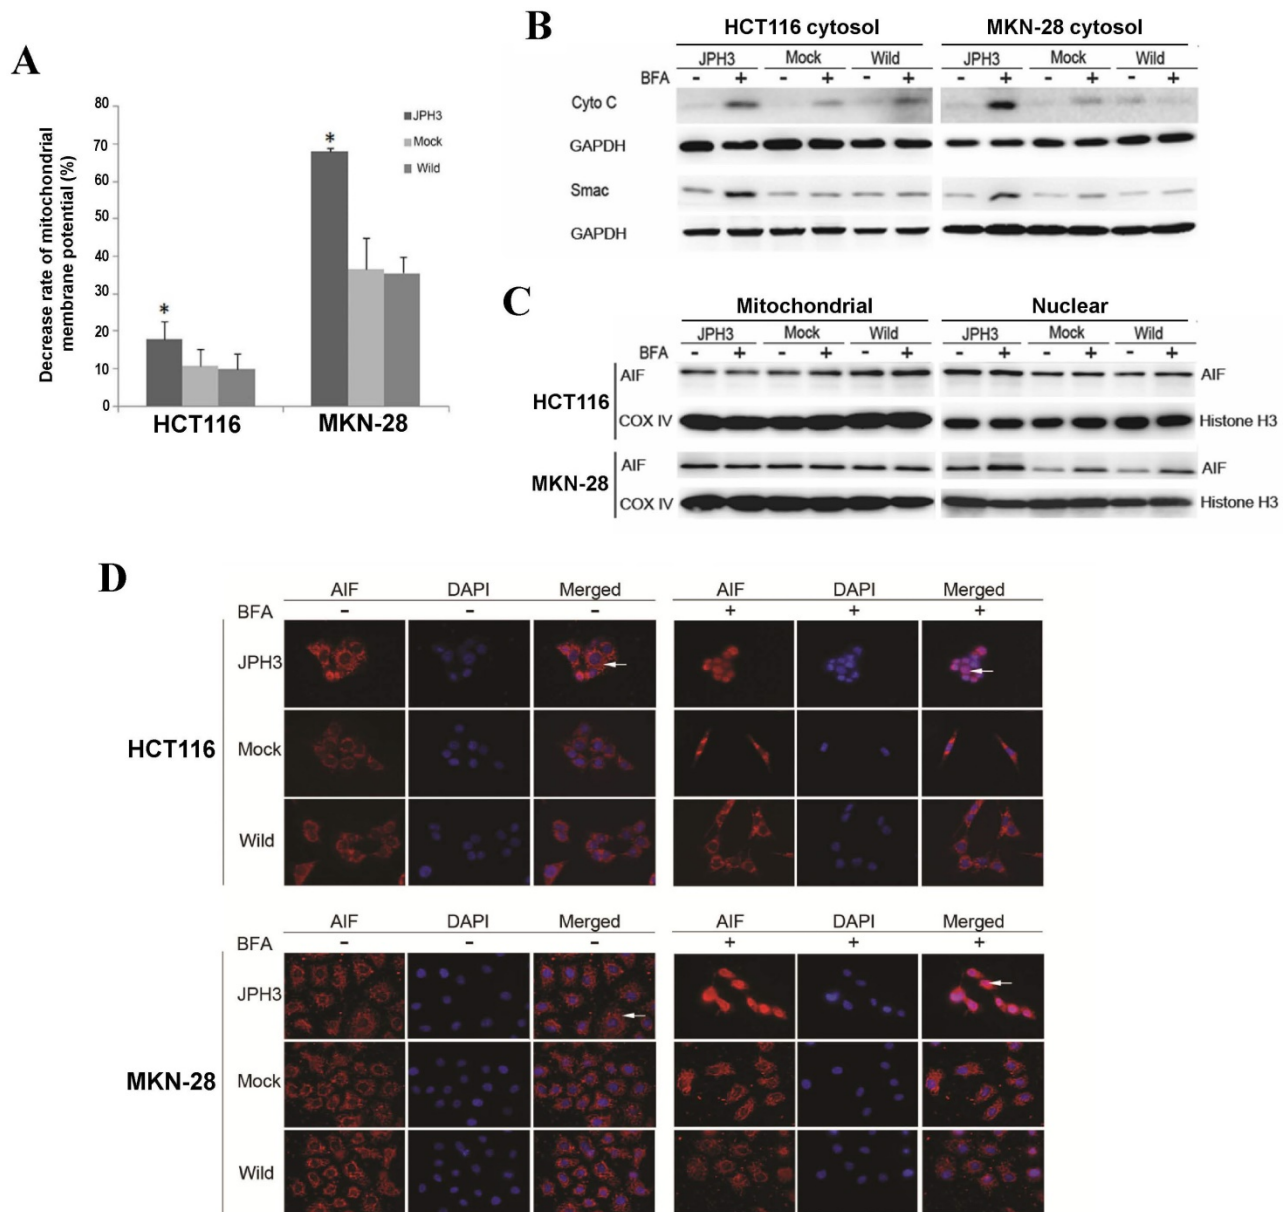 A
Decrease rate of mitochondrial
membrane potential (%)
80
70
60
50
40
30
20
10
0
*
*
JPH3
Mock
Wild
HCT116
MKN-28
B
HCT116 cytosol
MKN-28 cytosol
JPH3 Mock Wild JPH3 Mock Wild
BFA - + - + - + - + - + - +
Cyto C
GAPDH
Smac
GAPDH
C
Mitochondrial
Nuclear
JPH3 Mock Wild JPH3 Mock Wild
BFA - + - + - + - + - + - +
HCT116
AIF AIF
COX IV Histone H3
MKN-28
AIF AIF
COX IV Histone H3
D
AIF DAPI Merged AIF DAPI Merged
BFA - - - + + +
HCT116
JPH3
Mock
Wild
AIF DAPI Merged AIF DAPI Merged
BFA - - - + + +
MKN-28
JPH3
Mock
Wild